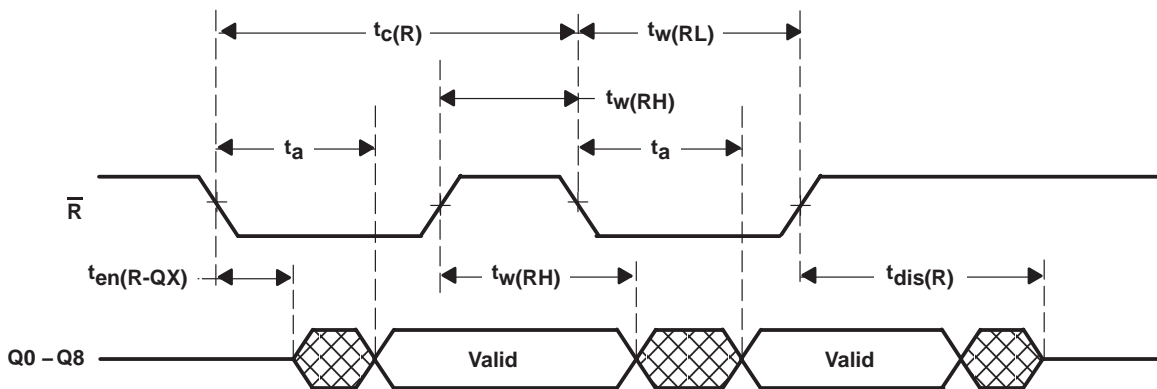 tc(R)
tw(RL)
tw(RH)
ta
ta
R̅
ten(R-QX)
tw(RH)
tdis(R)
Q0 – Q8
Valid
Valid